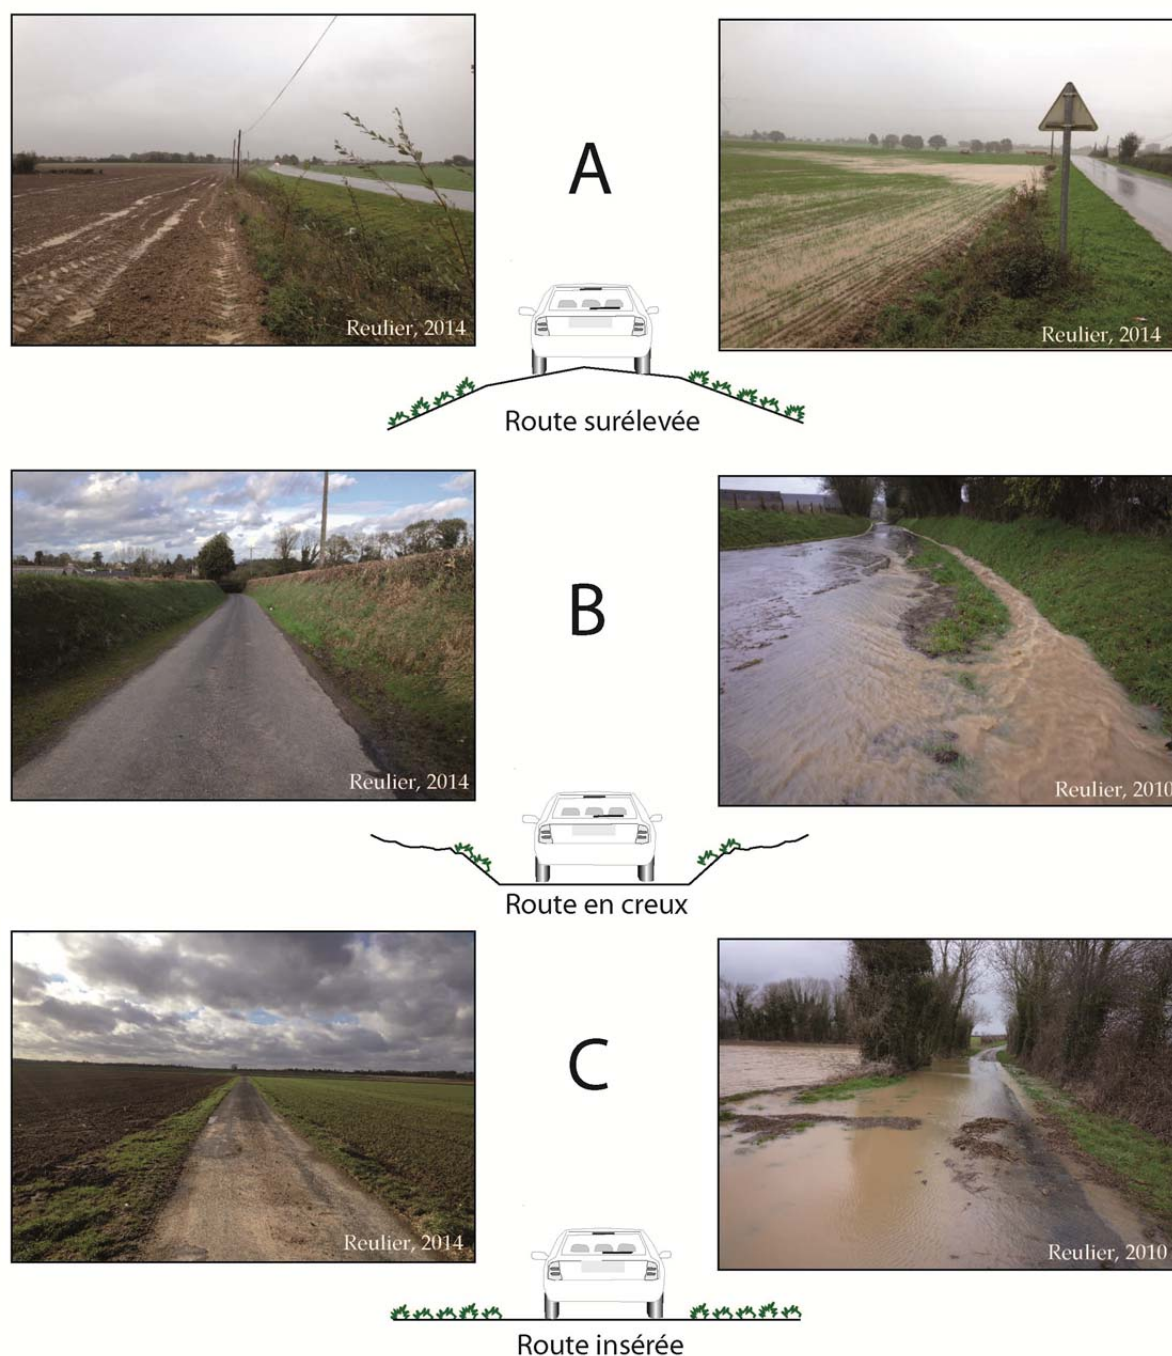 A
Reulier, 2014
Reulier, 2014
Route surélevée
B
Reulier, 2014
Reulier, 2010
Route en creux
C
Reulier, 2014
Reulier, 2010
Route insérée